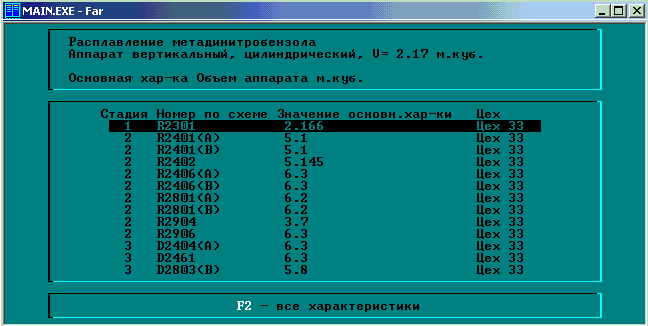 MAIN.EXE - Far
Расплавление метадинитробензола
Аппарат вертикальный, цилиндрический, V= 2.17 м.куб.
Основная хар-ка Объем аппарата м.куб.
Стадия Номер по схеме Значение основн.хар-ки Цех
1 R2301 2.166 Цех 33
2 R2401(A) 5.1 Цех 33
2 R2401(B) 5.1 Цех 33
2 R2402 5.145 Цех 33
2 R2406(A) 6.3 Цех 33
2 R2406(B) 6.3 Цех 33
2 R2801(A) 6.2 Цех 33
2 R2801(B) 6.2 Цех 33
2 R2904 3.7 Цех 33
2 R2906 6.3 Цех 33
3 D2404(A) 6.3 Цех 33
3 D2461 6.3 Цех 33
3 D2803(B) 5.8 Цех 33
F2 - все характеристики